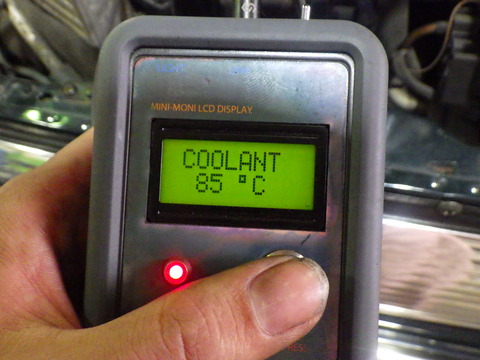 MINI-MONI LCD DISPLAY
COOLANT
85 °C